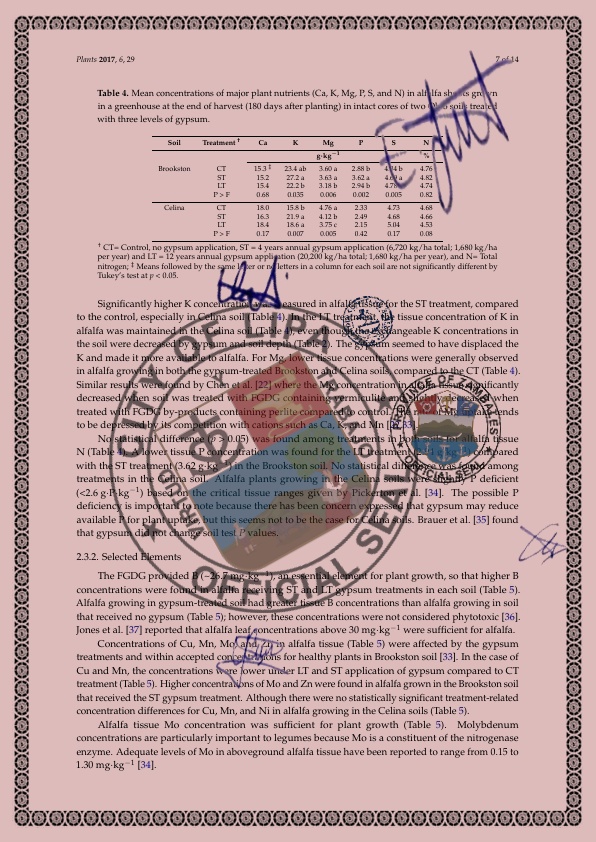 Plants 2017, 6, 29
7 of 14
Table 4. Mean concentrations of major plant nutrients (Ca, K, Mg, P, S, and N) in alfalfa shoots grown
in a greenhouse at the end of harvest (180 days after planting) in intact cores of two Ohio soils treated
with three levels of gypsum.
Soil Treatment † Ca K Mg P S N
g·kg−1 %
Brookston CT 15.3 ‡ 23.4 ab 3.60 a 2.88 b 4.76
ST 15.2 27.2 a 3.63 a 3.62 a 4.82
LT 15.4 22.2 b 3.18 b 2.94 b 4.74
P > F 0.68 0.035 0.006 0.002 0.005 0.82
Celina CT 18.0 15.8 b 4.76 a 2.33 4.73 4.68
ST 16.3 21.9 a 4.12 b 2.49 4.68 4.66
LT 18.4 18.6 a 3.75 c 2.15 5.04 4.53
P > F 0.17 0.007 0.005 0.42 0.17 0.08
† CT= Control, no gypsum application, ST = 4 years annual gypsum application (6,720 kg/ha total; 1,680 kg/ha
per year) and LT = 12 years annual gypsum application (20,200 kg/ha total; 1,680 kg/ha per year), and N= Total
nitrogen; ‡ Means followed by the same letter or no letters in a column for each soil are not significantly different by
Tukey's test at p < 0.05.
Significantly higher K concentration was measured in alfalfa tissue for the ST treatment, compared
to the control, especially in Celina soil (Table 4). In the LT treatment, the tissue concentration of K in
alfalfa was maintained in the Celina soil (Table 4), even though the exchangeable K concentrations in
the soil were decreased by gypsum and soil depth (Table 2). The gypsum seemed to have displaced the
K and made it more available to alfalfa. For Mg, lower tissue concentrations were generally observed
in alfalfa growing in both the gypsum-treated Brookston and Celina soils, compared to the CT (Table 4).
Similar results were found by Chen et al. [22] where Mg concentration in alfalfa tissue significantly
decreased when soil was treated with FGDG containing vermiculite and slightly decreased when
treated with FGDG by-products containing perlite compared to control. The minor Mg uptake tends
to be depressed by its competition with cations such as Ca, K, and Mn
No statistical difference (p > 0.05) was found among treatments in both soils for alfalfa tissue
N (Table 4). A lower tissue P concentration was found for the LT treatment compared
with the ST treatment (3.62 g·kg−1) in the Brookston soil. No statistical difference was found among
treatments in the Celina soil. Alfalfa plants growing in the Celina soils were slightly P deficient
(<2.6 g·P·kg−1) based on the critical tissue ranges given by Pickerton et al. [34]. The possible P
deficiency is important to note because there has been concern expressed that gypsum may reduce
available P for plant uptake, but this seems not to be the case for Celina soils. Brauer et al. [35] found
that gypsum did not change soil test P values.
2.3.2. Selected Elements
The FGDG provided B (~26.7 mg·kg−1), an essential element for plant growth, so that higher B
concentrations were found in alfalfa receiving ST and LT gypsum treatments in each soil (Table 5).
Alfalfa growing in gypsum-treated soil had greater tissue B concentrations than alfalfa growing in soil
that received no gypsum (Table 5); however, these concentrations were not considered phytotoxic [36].
Jones et al. [37] reported that alfalfa leaf concentrations above 30 mg·kg−1 were sufficient for alfalfa.
Concentrations of Cu, Mn, Mo, and Zn in alfalfa tissue (Table 5) were affected by the gypsum
treatments and within accepted concentrations for healthy plants in Brookston soil [33]. In the case of
Cu and Mn, the concentrations were lower under LT and ST application of gypsum compared to CT
treatment (Table 5). Higher concentrations of Mo and Zn were found in alfalfa grown in the Brookston soil
that received the ST gypsum treatment. Although there were no statistically significant treatment-related
concentration differences for Cu, Mn, and Ni in alfalfa growing in the Celina soils (Table 5).
Alfalfa tissue Mo concentration was sufficient for plant growth (Table 5). Molybdenum
concentrations are particularly important to legumes because Mo is a constituent of the nitrogenase
enzyme. Adequate levels of Mo in aboveground alfalfa tissue have been reported to range from 0.15 to
1.30 mg·kg−1 [34].
OFFICIAL SEAL